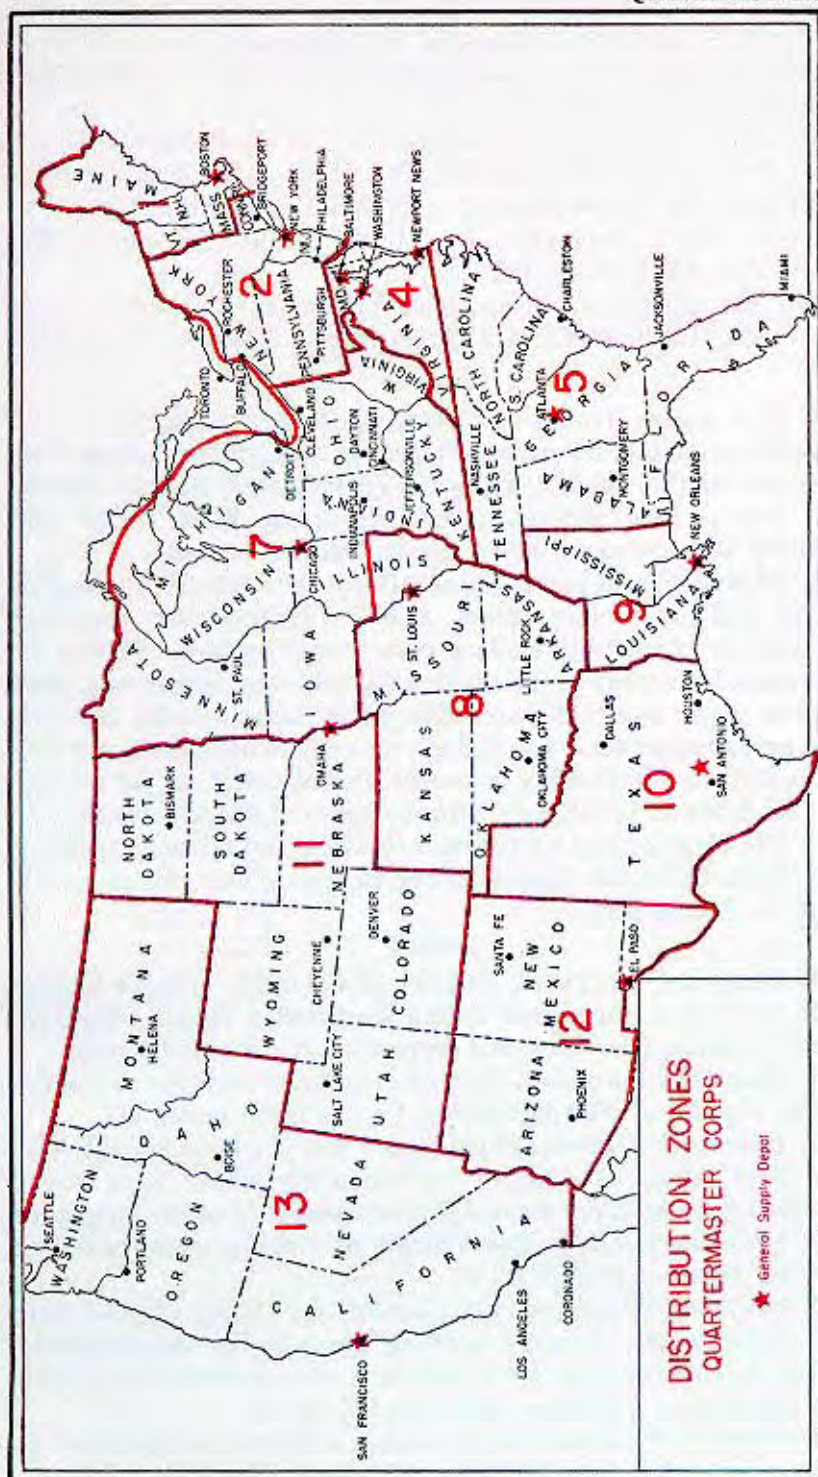 MAINE
VT.
N.H.
MASS
BOSTON
CONN.
R.I.
BRIDGEPORT
NEW YORK
ROCHESTER
BUFFALO
TORONTO
NEW YORK
2
N.J.
PHILADELPHIA
PENNSYLVANIA
PITTSBURGH
BALTIMORE
MD.
WASHINGTON
4
NEWPORT NEWS
VIRGINIA
W. VIRGINIA
NORTH CAROLINA
S. CAROLINA
CHARLESTON
ATLANTA
5
GEORGIA
JACKSONVILLE
FLORIDA
MIAMI
ALABAMA
MONTGOMERY
TENNESSEE
NASHVILLE
KENTUCKY
OHIO
CLEVELAND
DAYTON
CINCINNATI
INDIANA
INDIANAPOLIS
JEFFERSONVILLE
MICHIGAN
DETROIT
7
CHICAGO
ILLINOIS
WISCONSIN
MINNESOTA
ST. PAUL
IOWA
MISSOURI
ST. LOUIS
ARKANSAS
LITTLE ROCK
MISSISSIPPI
9
LOUISIANA
NEW ORLEANS
NORTH
DAKOTA
BISMARK
SOUTH
DAKOTA
11
NEBRASKA
OMAHA
KANSAS
8
OKLAHOMA
OKLAHOMA CITY
TEXAS
DALLAS
HOUSTON
10
SAN ANTONIO
MONTANA
HELENA
WYOMING
CHEYENNE
COLORADO
DENVER
NEW
MEXICO
SANTA FE
12
EL PASO
IDAHO
BOISE
UTAH
SALT LAKE CITY
ARIZONA
PHOENIX
WASHINGTON
SEATTLE
OREGON
PORTLAND
13
NEVADA
CALIFORNIA
SAN FRANCISCO
LOS ANGELES
CORONADO
DISTRIBUTION ZONES
QUARTERMASTER CORPS
★ General Supply Depot